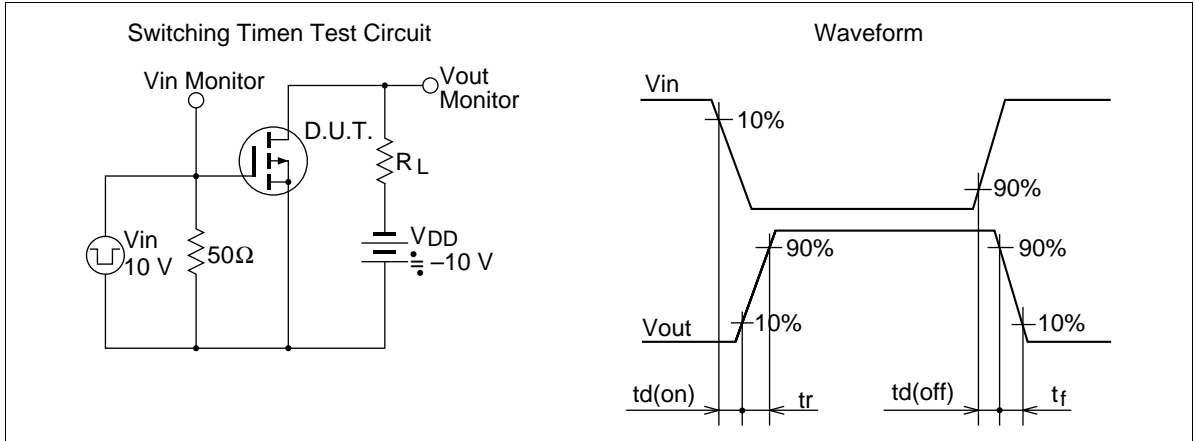 Switching Timen Test Circuit
Vin Monitor
Vout
Monitor
D.U.T.
RL
Vin
10 V
50Ω
VDD
≒ –10 V
Waveform
Vin
10%
90%
90%
90%
Vout
10%
10%
td(on)
tr
td(off)
tf